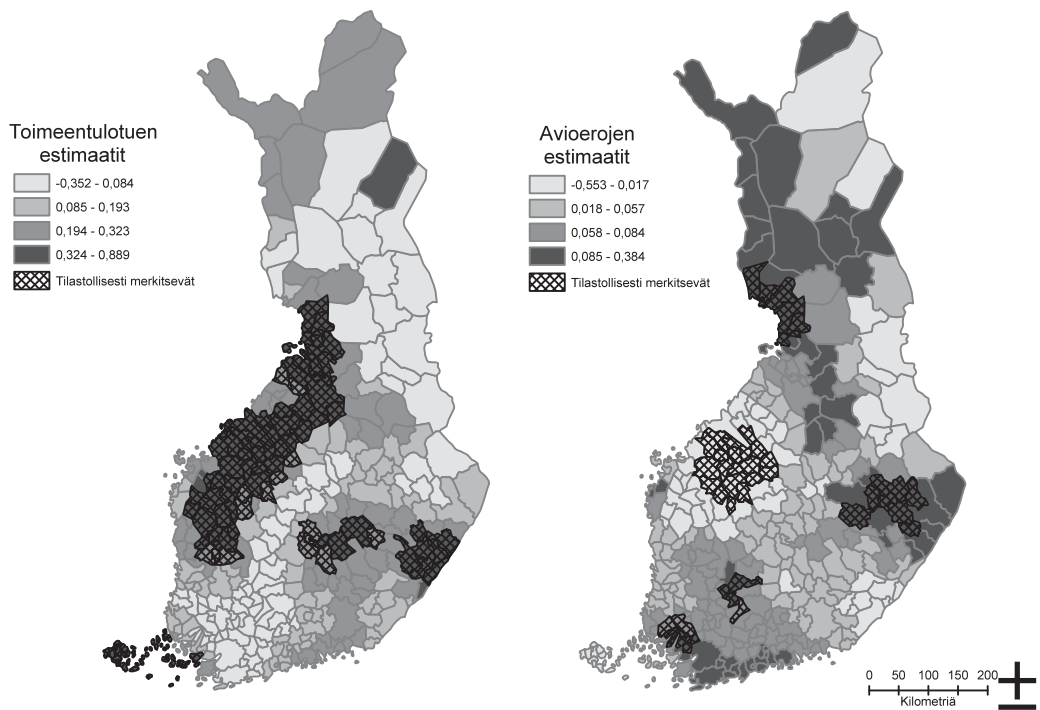 Toimeentulotuen
estimaatit
-0,352 - 0,084
0,085 - 0,193
0,194 - 0,323
0,324 - 0,889
Tilastollisesti merkitsevät
Avioerojen
estimaatit
-0,553 - 0,017
0,018 - 0,057
0,058 - 0,084
0,085 - 0,384
Tilastollisesti merkitsevät
0 50 100 150 200
Kilometriä